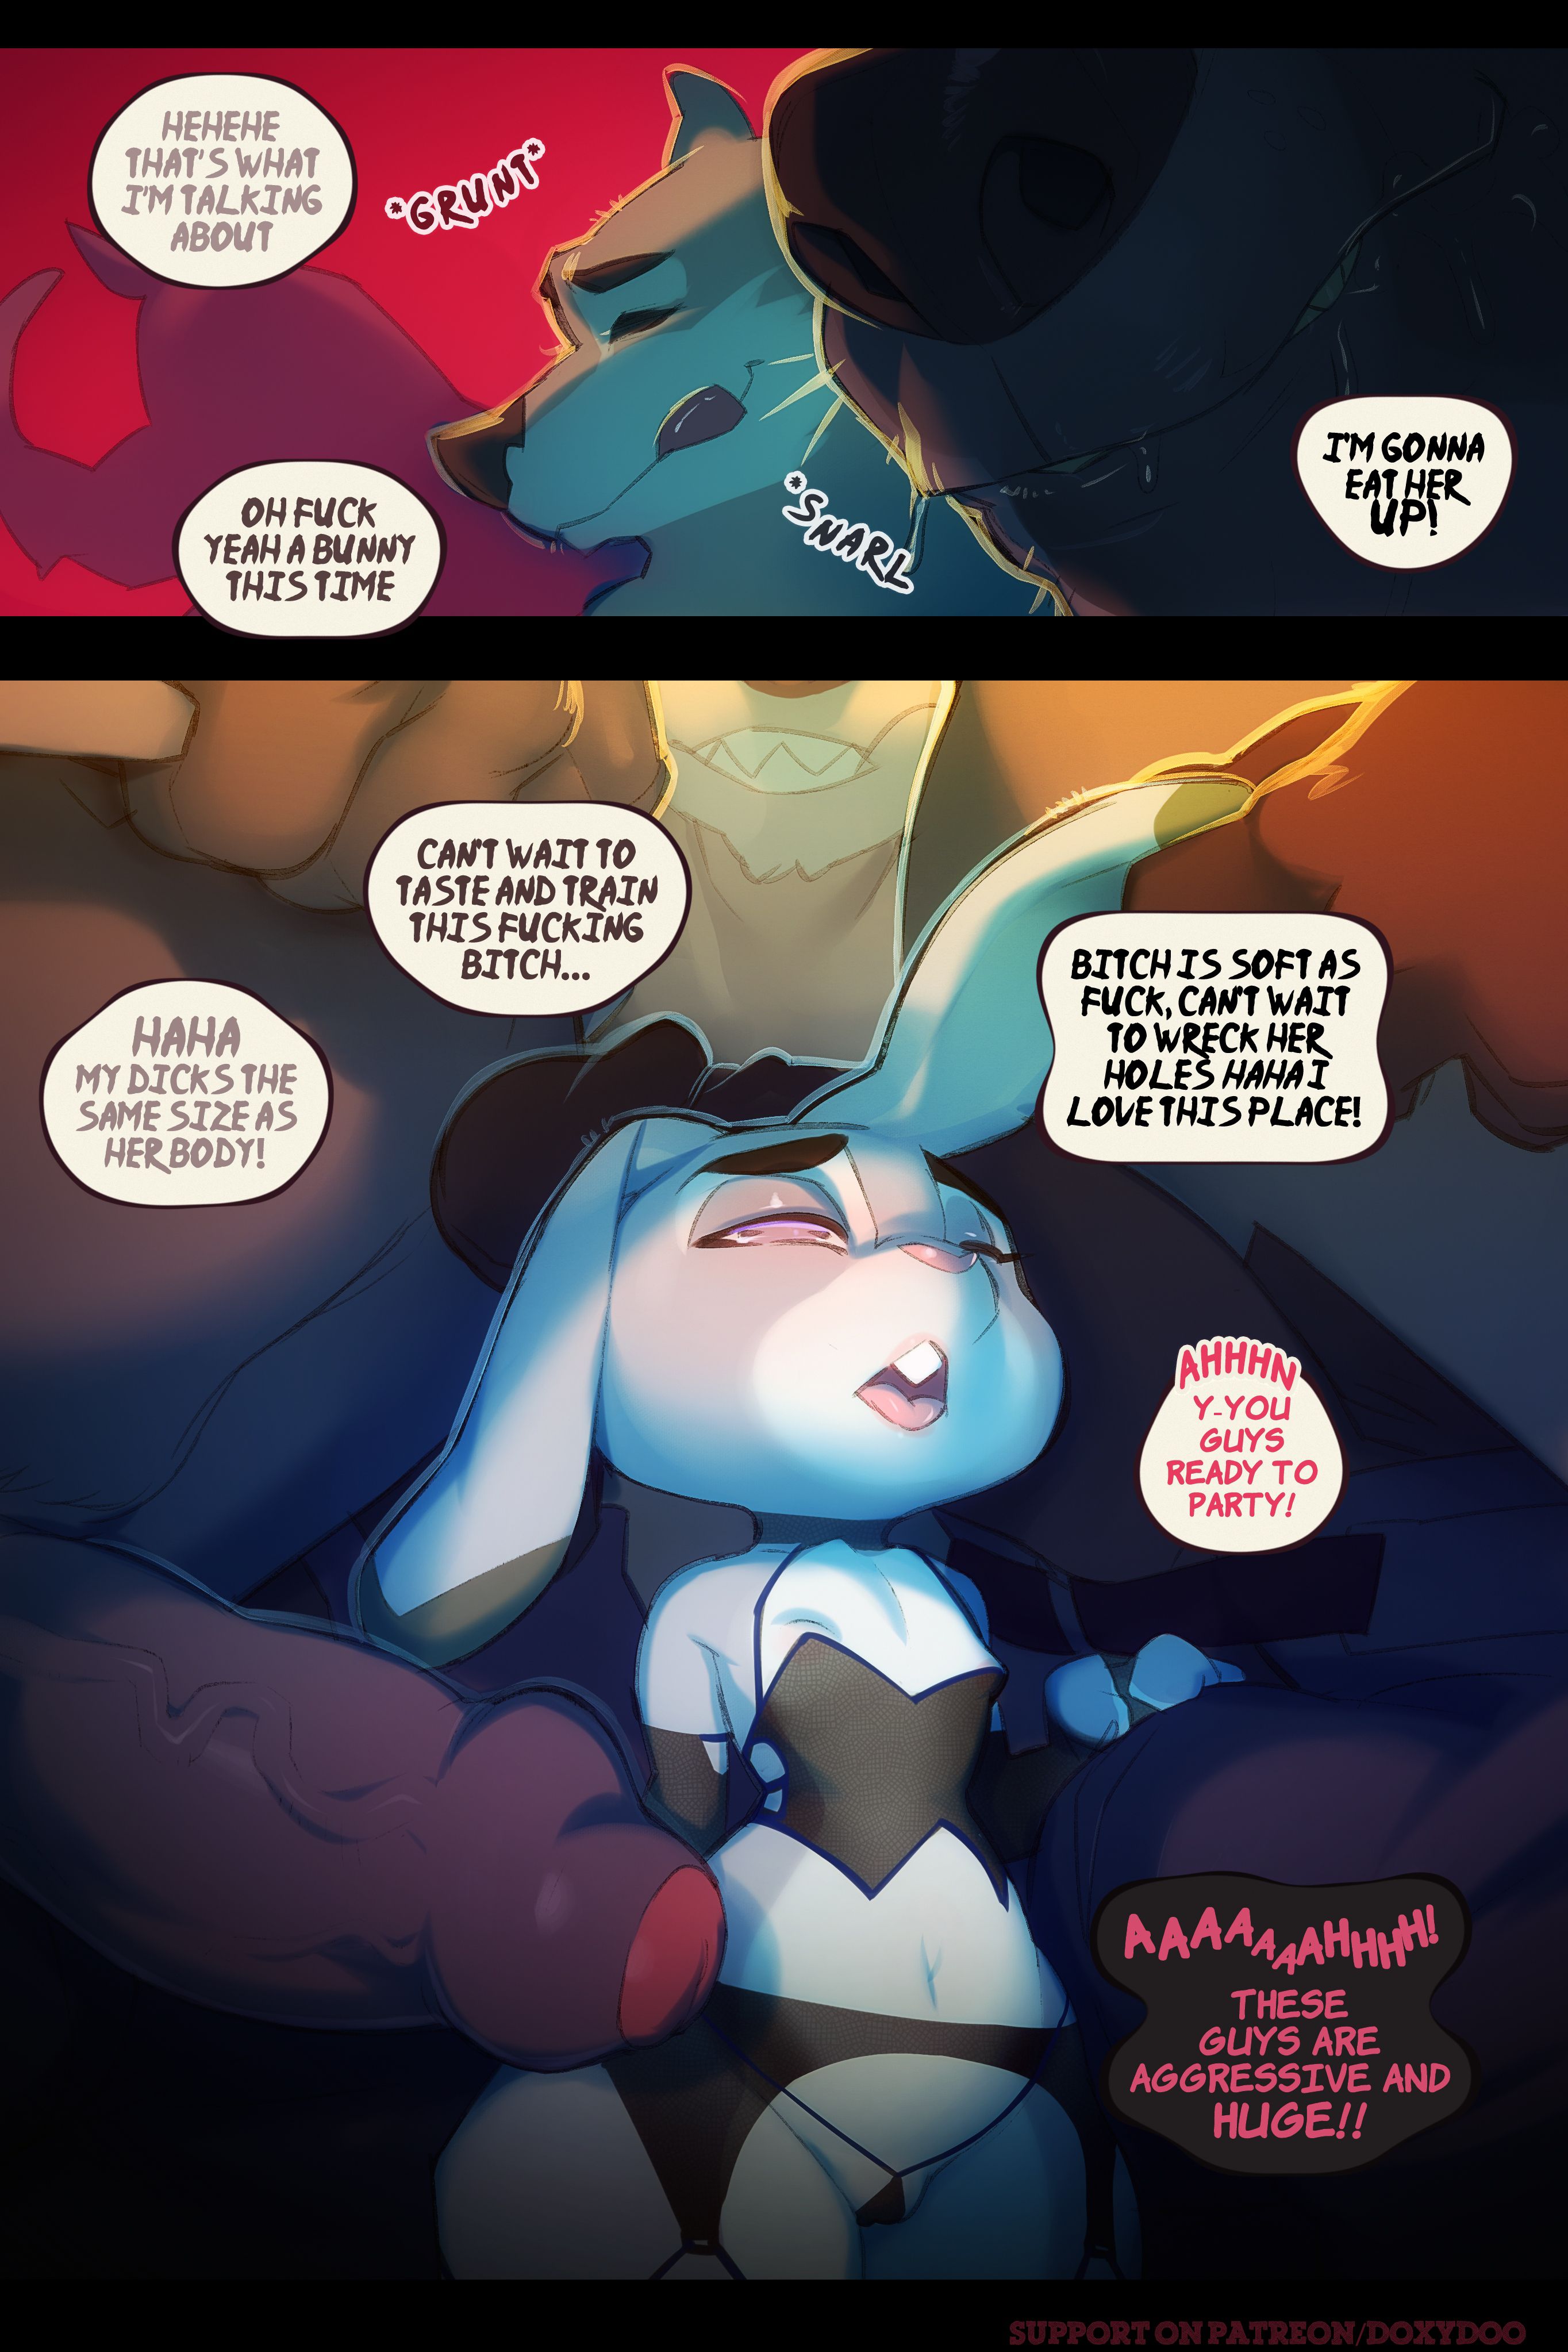 HEHEHE
THAT'S WHAT
I'M TALKING
ABOUT
*GRUNT*
OH FUCK
YEAH A BUNNY
THIS TIME
*SNARL
I'M GONNA
EAT HER
UP!
CAN'T WAIT TO
TASTE AND TRAIN
THIS FUCKING
BITCH...
BITCH IS SOFT AS
FUCK, CAN'T WAIT
TO WRECK HER
HOLES HAHA I
LOVE THIS PLACE!
HAHA
MY DICKS THE
SAME SIZE AS
HER BODY!
AHHHN
Y-YOU
GUYS
READY TO
PARTY!
AAAAAAAHHHH!
THESE
GUYS ARE
AGGRESSIVE AND
HUGE!!
SUPPORT ON PATREON/DOXYDOO